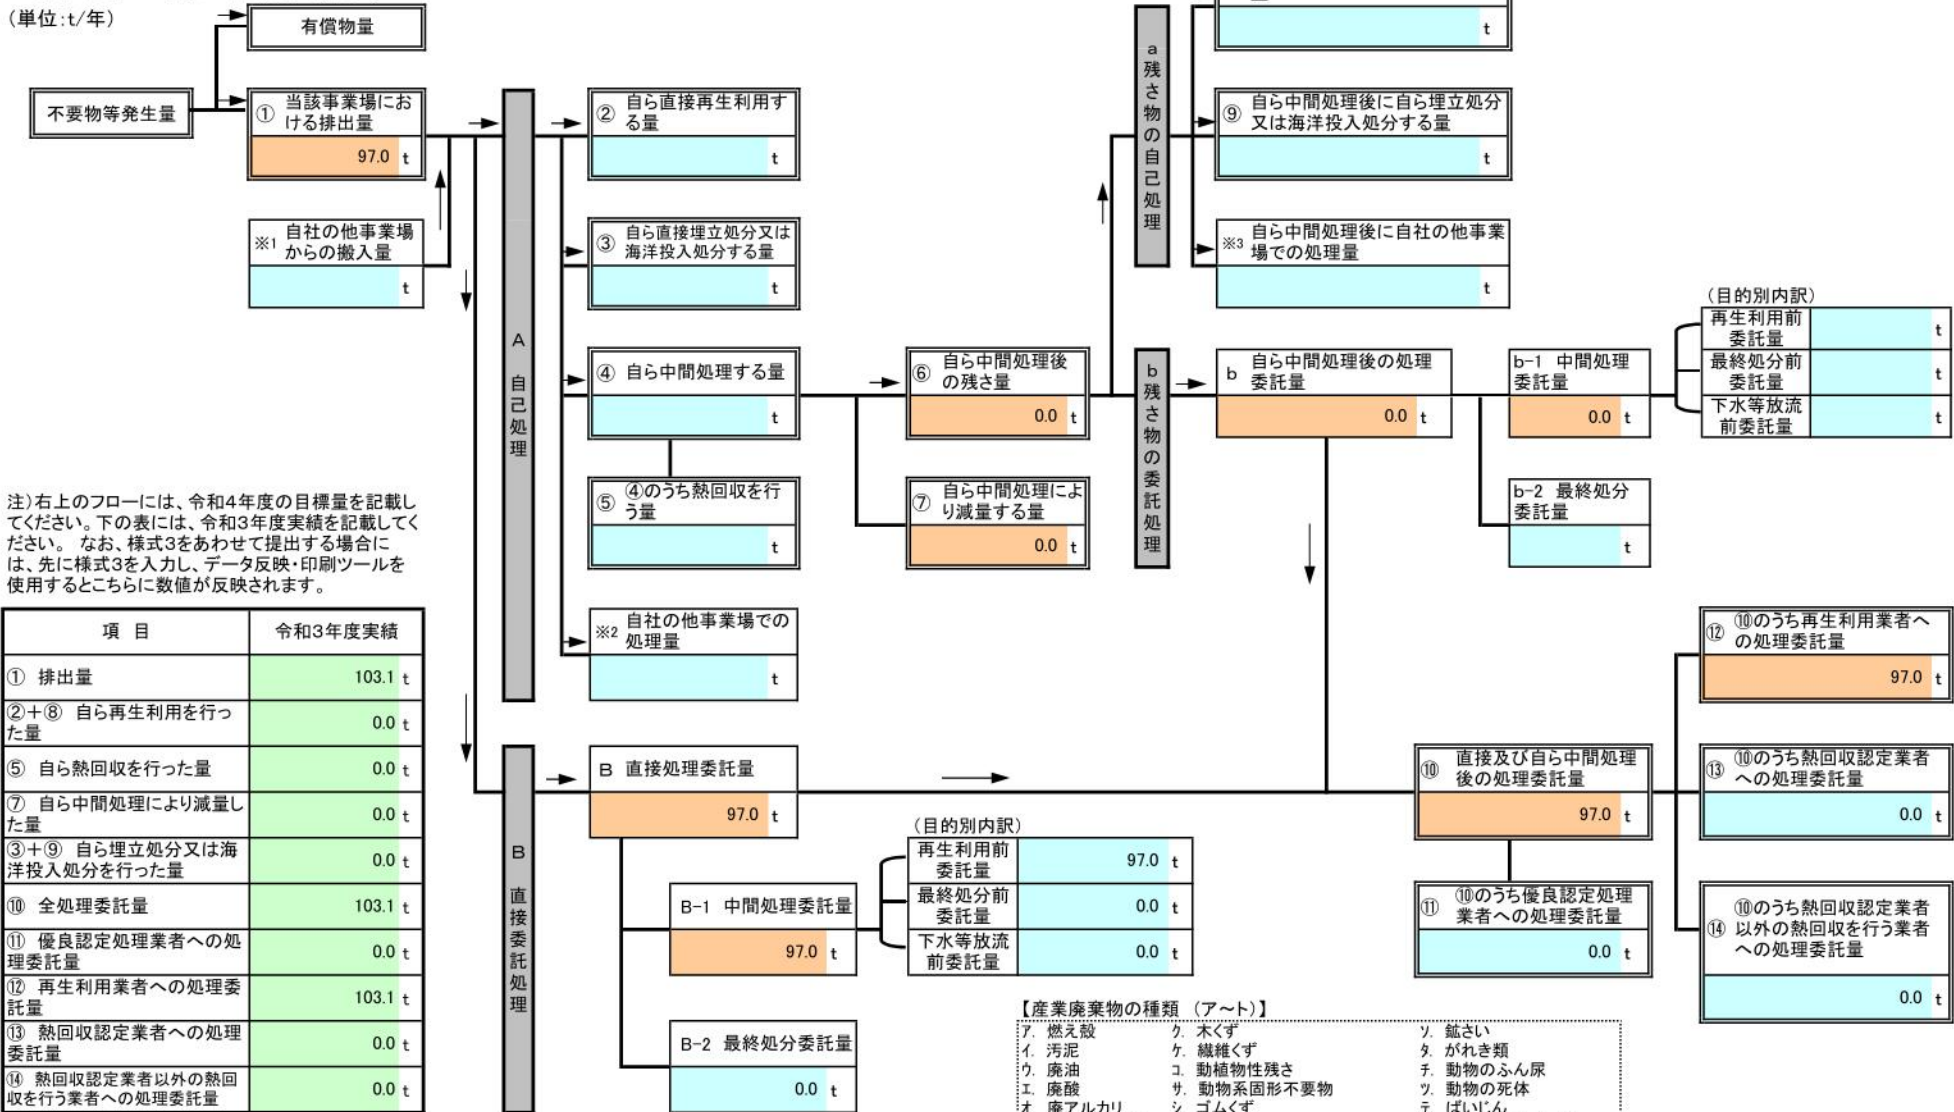 (単位:t/年)
有償物量
不要物等発生量
① 当該事業場にお
ける排出量
97.0 t
※1 自社の他事業場
からの搬入量
t
A 自己処理
② 自ら直接再生利用す
る量
t
③ 自ら直接埋立処分又は
海洋投入処分する量
t
④ 自ら中間処理する量
t
⑤ ④のうち熱回収を行
う量
t
※2 自社の他事業場での
処理量
t
⑥ 自ら中間処理後
の残さ量
0.0 t
⑦ 自ら中間処理によ
り減量する量
0.0 t
a 残さ物の自己処理
t
⑨ 自ら中間処理後に自ら埋立処分
又は海洋投入処分する量
t
※3 自ら中間処理後に自社の他事業
場での処理量
t
b 残さ物の委託処理
b 自ら中間処理後の処理
委託量
0.0 t
b-1 中間処理
委託量
0.0 t
b-2 最終処分
委託量
t
(目的別内訳)
再生利用前
委託量
t
最終処分前
委託量
t
下水等放流
前委託量
t
注)右上のフローには、令和4年度の目標量を記載し
てください。下の表には、令和3年度実績を記載してく
ださい。 なお、様式3をあわせて提出する場合に
は、先に様式3を入力し、データ反映・印刷ツールを
使用するとこちらに数値が反映されます。
項 目 令和3年度実績
① 排出量 103.1 t
②+⑧ 自ら再生利用を行っ
た量 0.0 t
⑤ 自ら熱回収を行った量 0.0 t
⑦ 自ら中間処理により減量し
た量 0.0 t
③+⑨ 自ら埋立処分又は海
洋投入処分を行った量 0.0 t
⑩ 全処理委託量 103.1 t
⑪ 優良認定処理業者への処
理委託量 0.0 t
⑫ 再生利用業者への処理委
託量 103.1 t
⑬ 熱回収認定業者への処理
委託量 0.0 t
⑭ 熱回収認定業者以外の熱回
収を行う業者への処理委託量 0.0 t
B 直接委託処理
B 直接処理委託量
97.0 t
B-1 中間処理委託量
97.0 t
B-2 最終処分委託量
0.0 t
(目的別内訳)
再生利用前
委託量
97.0 t
最終処分前
委託量
0.0 t
下水等放流
前委託量
0.0 t
⑩ 直接及び自ら中間処理
後の処理委託量
97.0 t
⑪ ⑩のうち優良認定処理
業者への処理委託量
0.0 t
⑫ ⑩のうち再生利用業者へ
の処理委託量
97.0 t
⑬ ⑩のうち熱回収認定業者
への処理委託量
0.0 t
⑭ ⑩のうち熱回収認定業者
以外の熱回収を行う業者
への処理委託量
0.0 t
【産業廃棄物の種類 (ア~ト)】
ア. 燃え殻 ク. 木くず ソ. 鉱さい
イ. 汚泥 ケ. 繊維くず タ. がれき類
ウ. 廃油 コ. 動植物性残さ チ. 動物のふん尿
エ. 廃酸 サ. 動物系固形不要物 ツ. 動物の死体
オ. 廃アルカリ シ. ゴムくず テ. ばいじん